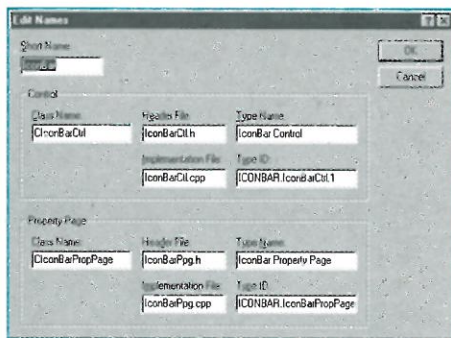 Edit Names
Short Name:
IconBar
OK
Cancel
Control
Class Name: Header File: Type Name:
CIconBarCtrl IconBarCtl.h IconBar Control
Implementation File: Type ID:
IconBarCtl.cpp ICONBAR.IconBarCtrl.1
Property Page
Class Name: Header File: Type Name:
CIconBarPropPage IconBarPpg.h IconBar Property Page
Implementation File: Type ID:
IconBarPpg.cpp ICONBAR.IconBarPropPage